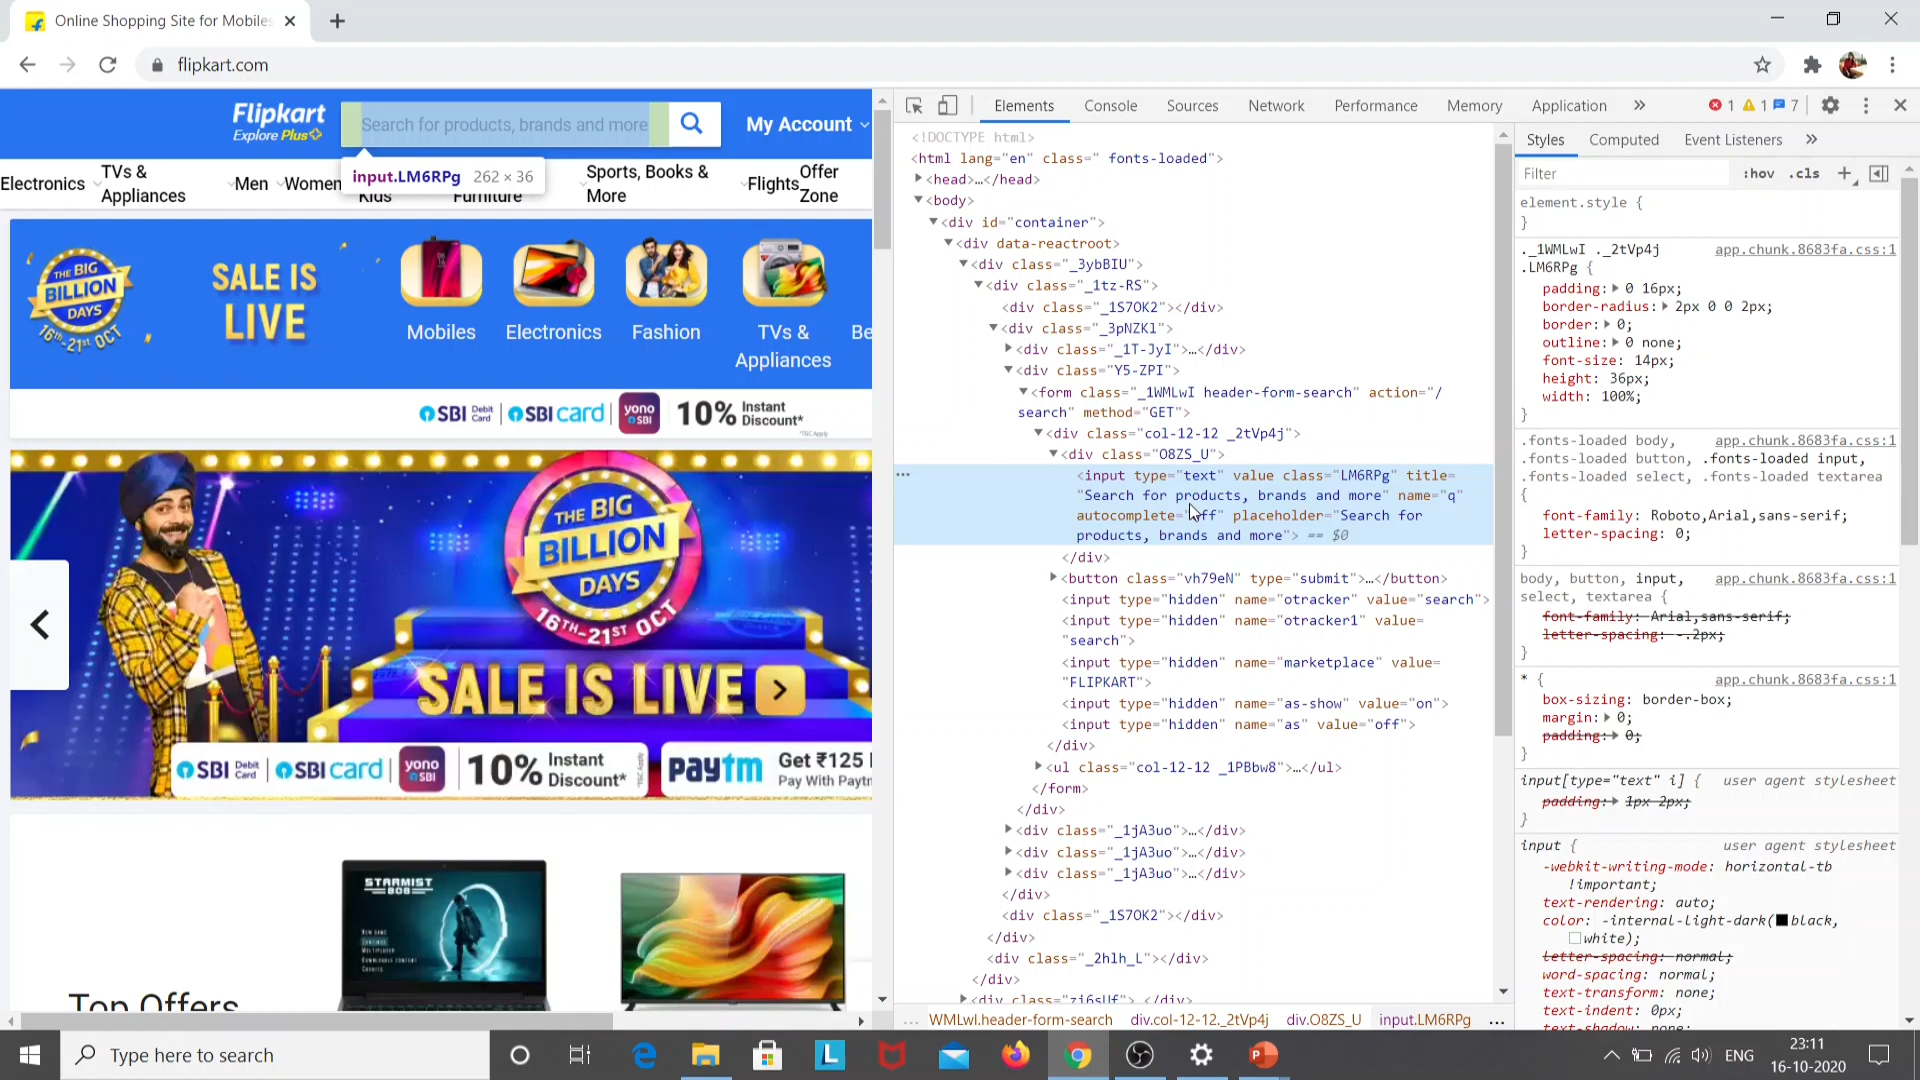 Online Shopping Site for Mobiles
flipkart.com
Flipkart
Explore Plus
Search for products, brands and more
My Account
input.LM6RPg 262 × 36
Electronics
TVs &
Appliances
Men
Women
Kids
Furniture
Sports, Books &
More
Flights
Offer
Zone
THE BIG
BILLION
DAYS
16TH-21ST OCT
SALE IS
LIVE
Mobiles
Electronics
Fashion
TVs &
Appliances
Be
SBI Debit Card | SBI card | yono SBI 10% Instant Discount*
*T&C Apply
THE BIG
BILLION
DAYS
16TH-21ST OCT
SALE IS LIVE
SBI Debit Card | SBI card | yono SBI | 10% Instant Discount*
paytm Get ₹125
Pay With Paytm
STARMIST
808
NEW GAME
CONTINUE
MULTIPLAYER
DOWNLOADABLE CONTENT
CREDITS
Top Offers
Elements Console Sources Network Performance Memory Application » 1 1 7
<!DOCTYPE html>
<html lang="en" class=" fonts-loaded">
<head>…</head>
<body>
<div id="container">
<div data-reactroot>
<div class="_3ybBIU">
<div class="_1tz-RS">
<div class="_1S7OK2"></div>
<div class="_3pNZKl">
<div class="_1T-JyI">…</div>
<div class="Y5-ZPI">
<form class="_1WMLwI header-form-search" action="/
search" method="GET">
<div class="col-12-12 _2tVp4j">
<div class="O8ZS_U">
<input type="text" value class="LM6RPg" title=
"Search for products, brands and more" name="q"
autocomplete="off" placeholder="Search for
products, brands and more"> == $0
</div>
<button class="vh79eN" type="submit">…</button>
<input type="hidden" name="otracker" value="search">
<input type="hidden" name="otracker1" value=
"search">
<input type="hidden" name="marketplace" value=
"FLIPKART">
<input type="hidden" name="as-show" value="on">
<input type="hidden" name="as" value="off">
</div>
<ul class="col-12-12 _1PBbw8">…</ul>
</form>
</div>
<div class="_1jA3uo">…</div>
<div class="_1jA3uo">…</div>
<div class="_1jA3uo">…</div>
</div>
<div class="_1S7OK2"></div>
</div>
<div class="_2hlh_L"></div>
</div>
<div class="zi6sUf"> </div>
... WMLwI.header-form-search div.col-12-12._2tVp4j div.O8ZS_U input.LM6RPg ...
Styles Computed Event Listeners »
Filter :hov .cls +
element.style {
}
._1WMLwI ._2tVp4j app.chunk.8683fa.css:1
.LM6RPg {
padding: 0 16px;
border-radius: 2px 0 0 2px;
border: 0;
outline: 0 none;
font-size: 14px;
height: 36px;
width: 100%;
}
.fonts-loaded body, app.chunk.8683fa.css:1
.fonts-loaded button, .fonts-loaded input,
.fonts-loaded select, .fonts-loaded textarea
{
font-family: Roboto,Arial,sans-serif;
letter-spacing: 0;
}
body, button, input, app.chunk.8683fa.css:1
select, textarea {
font-family: Arial,sans-serif;
letter-spacing: -.2px;
}
* { app.chunk.8683fa.css:1
box-sizing: border-box;
margin: 0;
padding: 0;
}
input[type="text" i] { user agent stylesheet
padding: 1px 2px;
}
input { user agent stylesheet
-webkit-writing-mode: horizontal-tb
!important;
text-rendering: auto;
color: -internal-light-dark( black,
white);
letter-spacing: normal;
word-spacing: normal;
text-transform: none;
text-indent: 0px;
text-shadow: none;
Type here to search
ENG
23:11
16-10-2020